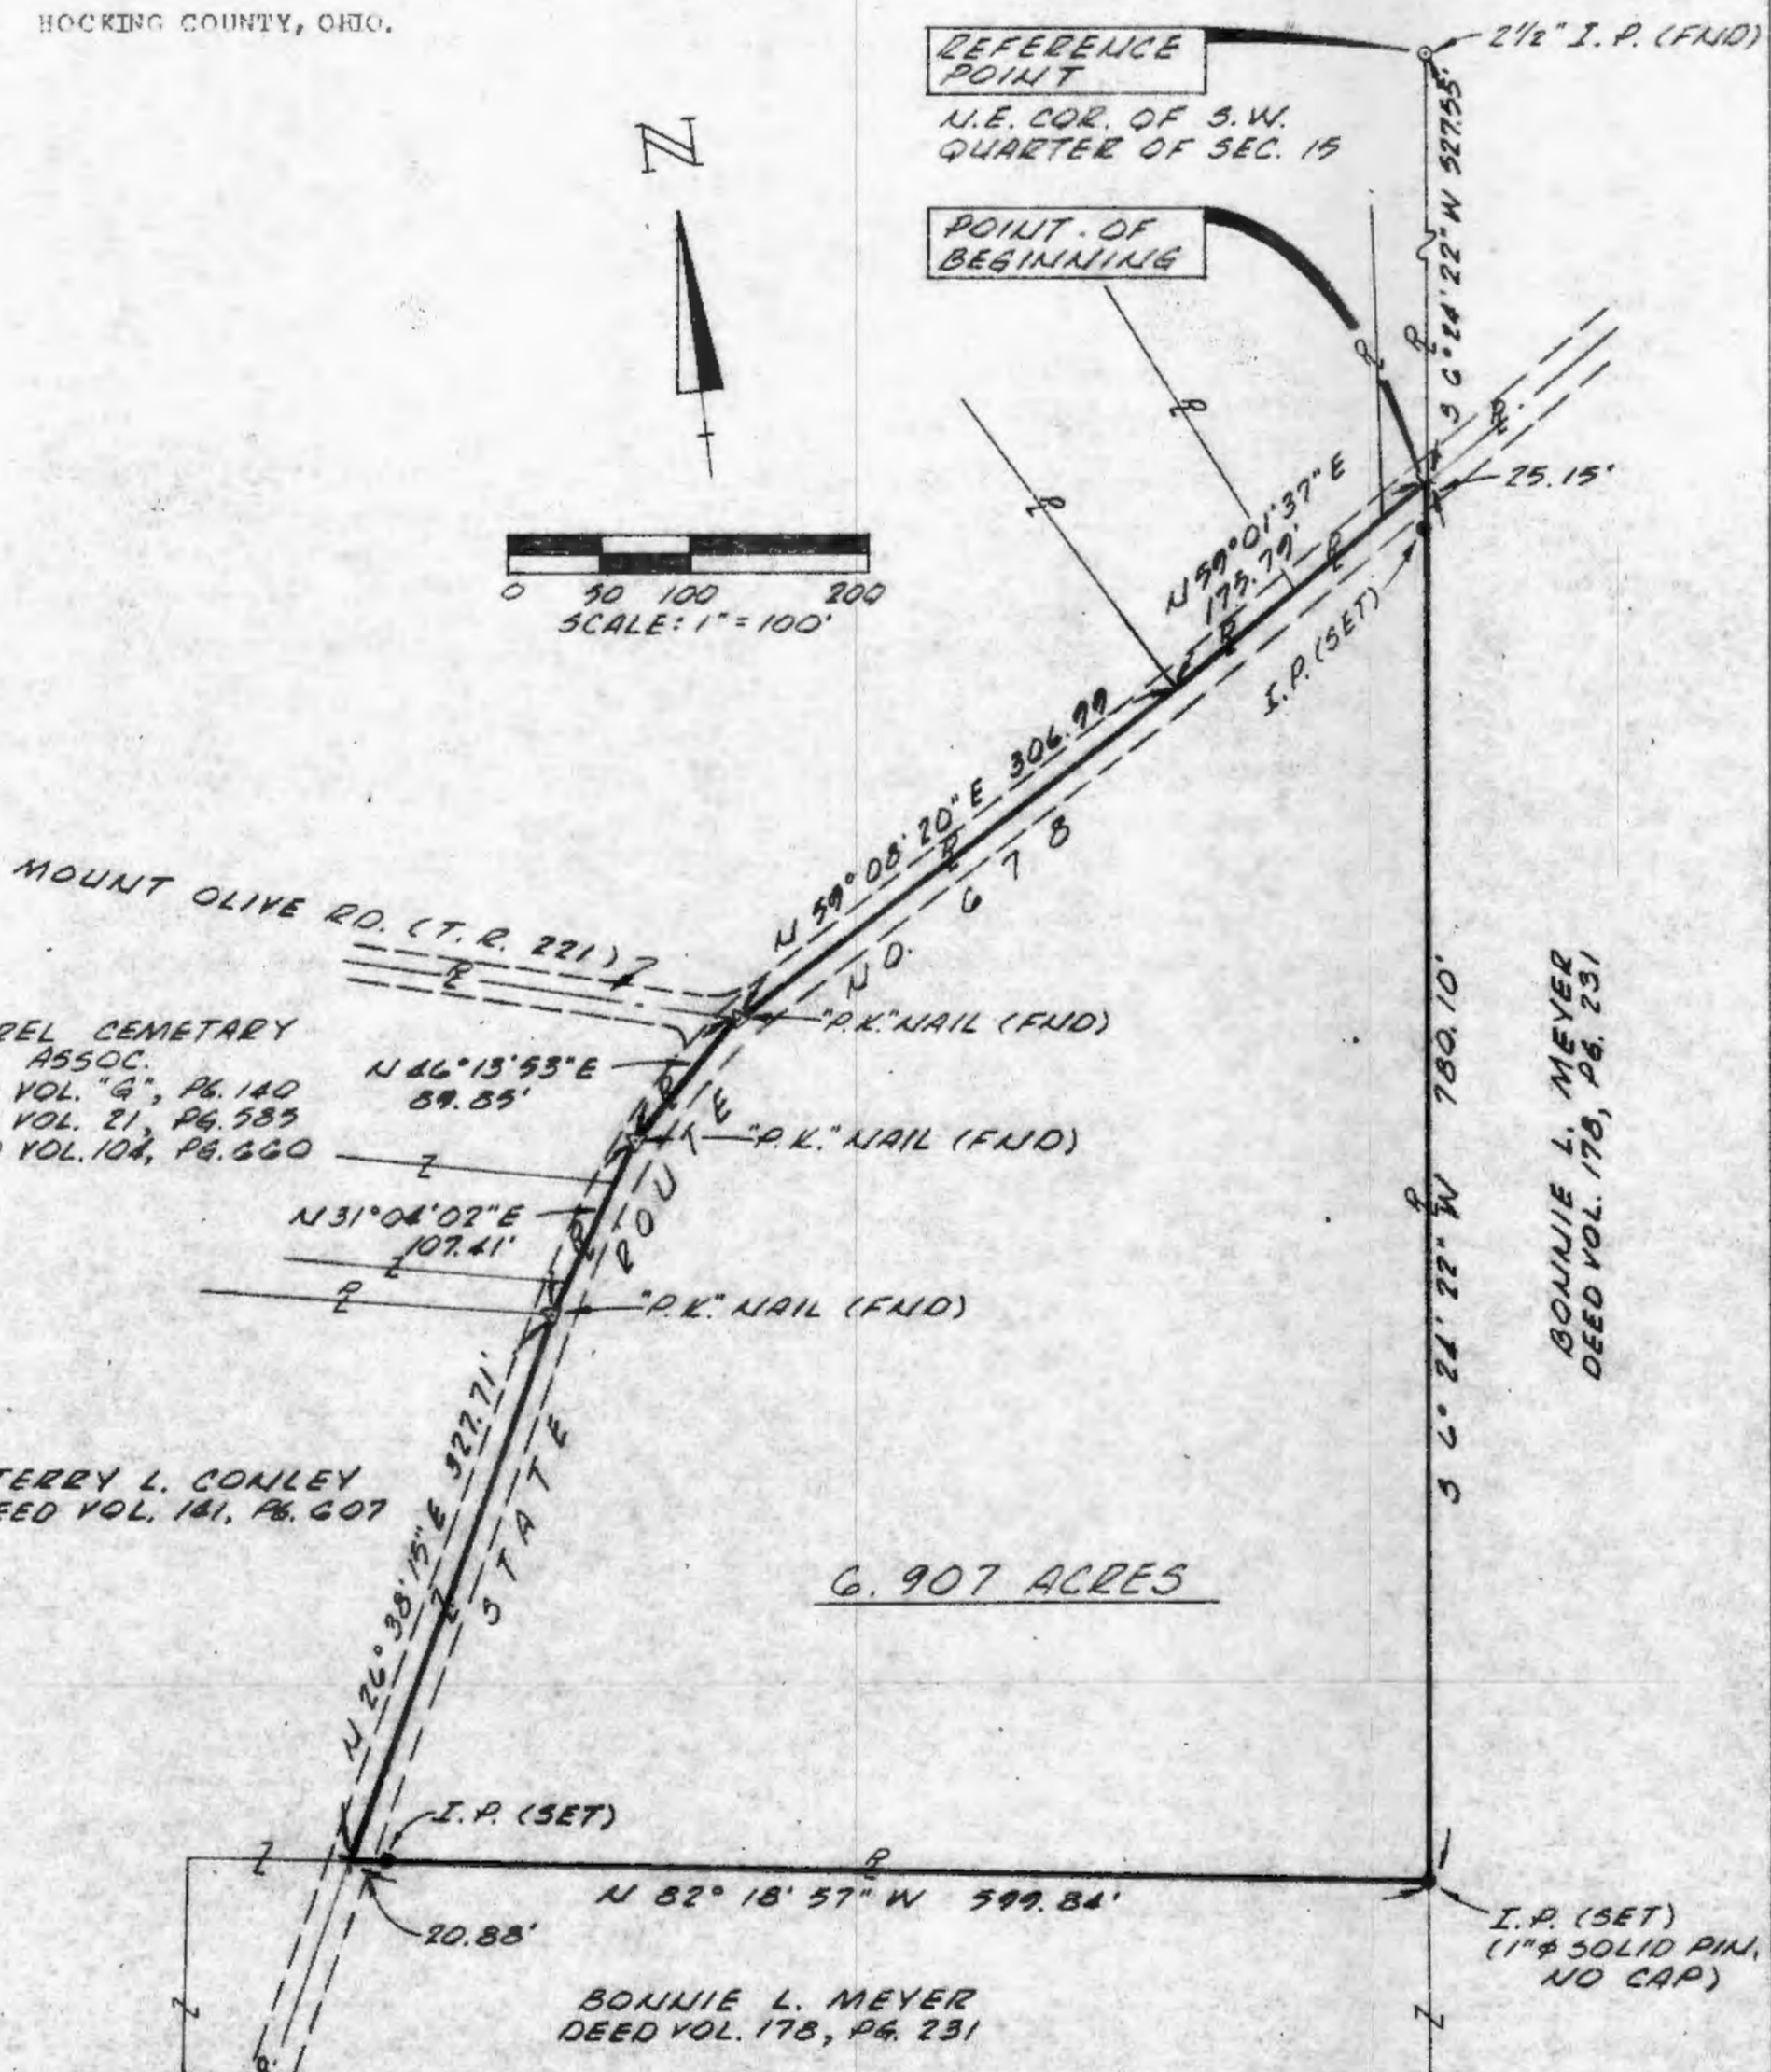 HOCKING COUNTY, OHIO.
REFERENCE
POINT
2½" I.P. (FND)
N.E. COR. OF S.W.
QUARTER OF SEC. 15
N
S 6° 24' 22" W 527.55'
POINT OF
BEGINNING
25.15'
N 59° 01' 37" E
175.79'
I.P. (SET)
0 50 100 200
SCALE: 1" = 100'
N 59° 08' 20" E 306.99
MOUNT OLIVE RD. (T.R. 221)
STATE ROUTE NO. 678
"P.K." NAIL (FND)
REL CEMETARY
ASSOC.
VOL. "G", PG. 140
VOL. 21, PG. 585
VOL. 104, PG. 660
N 46° 13' 53" E
89.85'
"P.K." NAIL (FND)
N 31° 04' 02" E
107.41'
"P.K." NAIL (FND)
S 6° 24' 22" W 780.10'
BONNIE L. MEYER
DEED VOL. 178, PG. 231
N 26° 38' 15" E 327.71'
TERRY L. CONLEY
EED VOL. 141, PG. 607
6.907 ACRES
I.P. (SET)
N 82° 18' 57" W 599.84'
20.88'
I.P. (SET)
(1"ϕ SOLID PIN,
NO CAP)
BONNIE L. MEYER
DEED VOL. 178, PG. 231